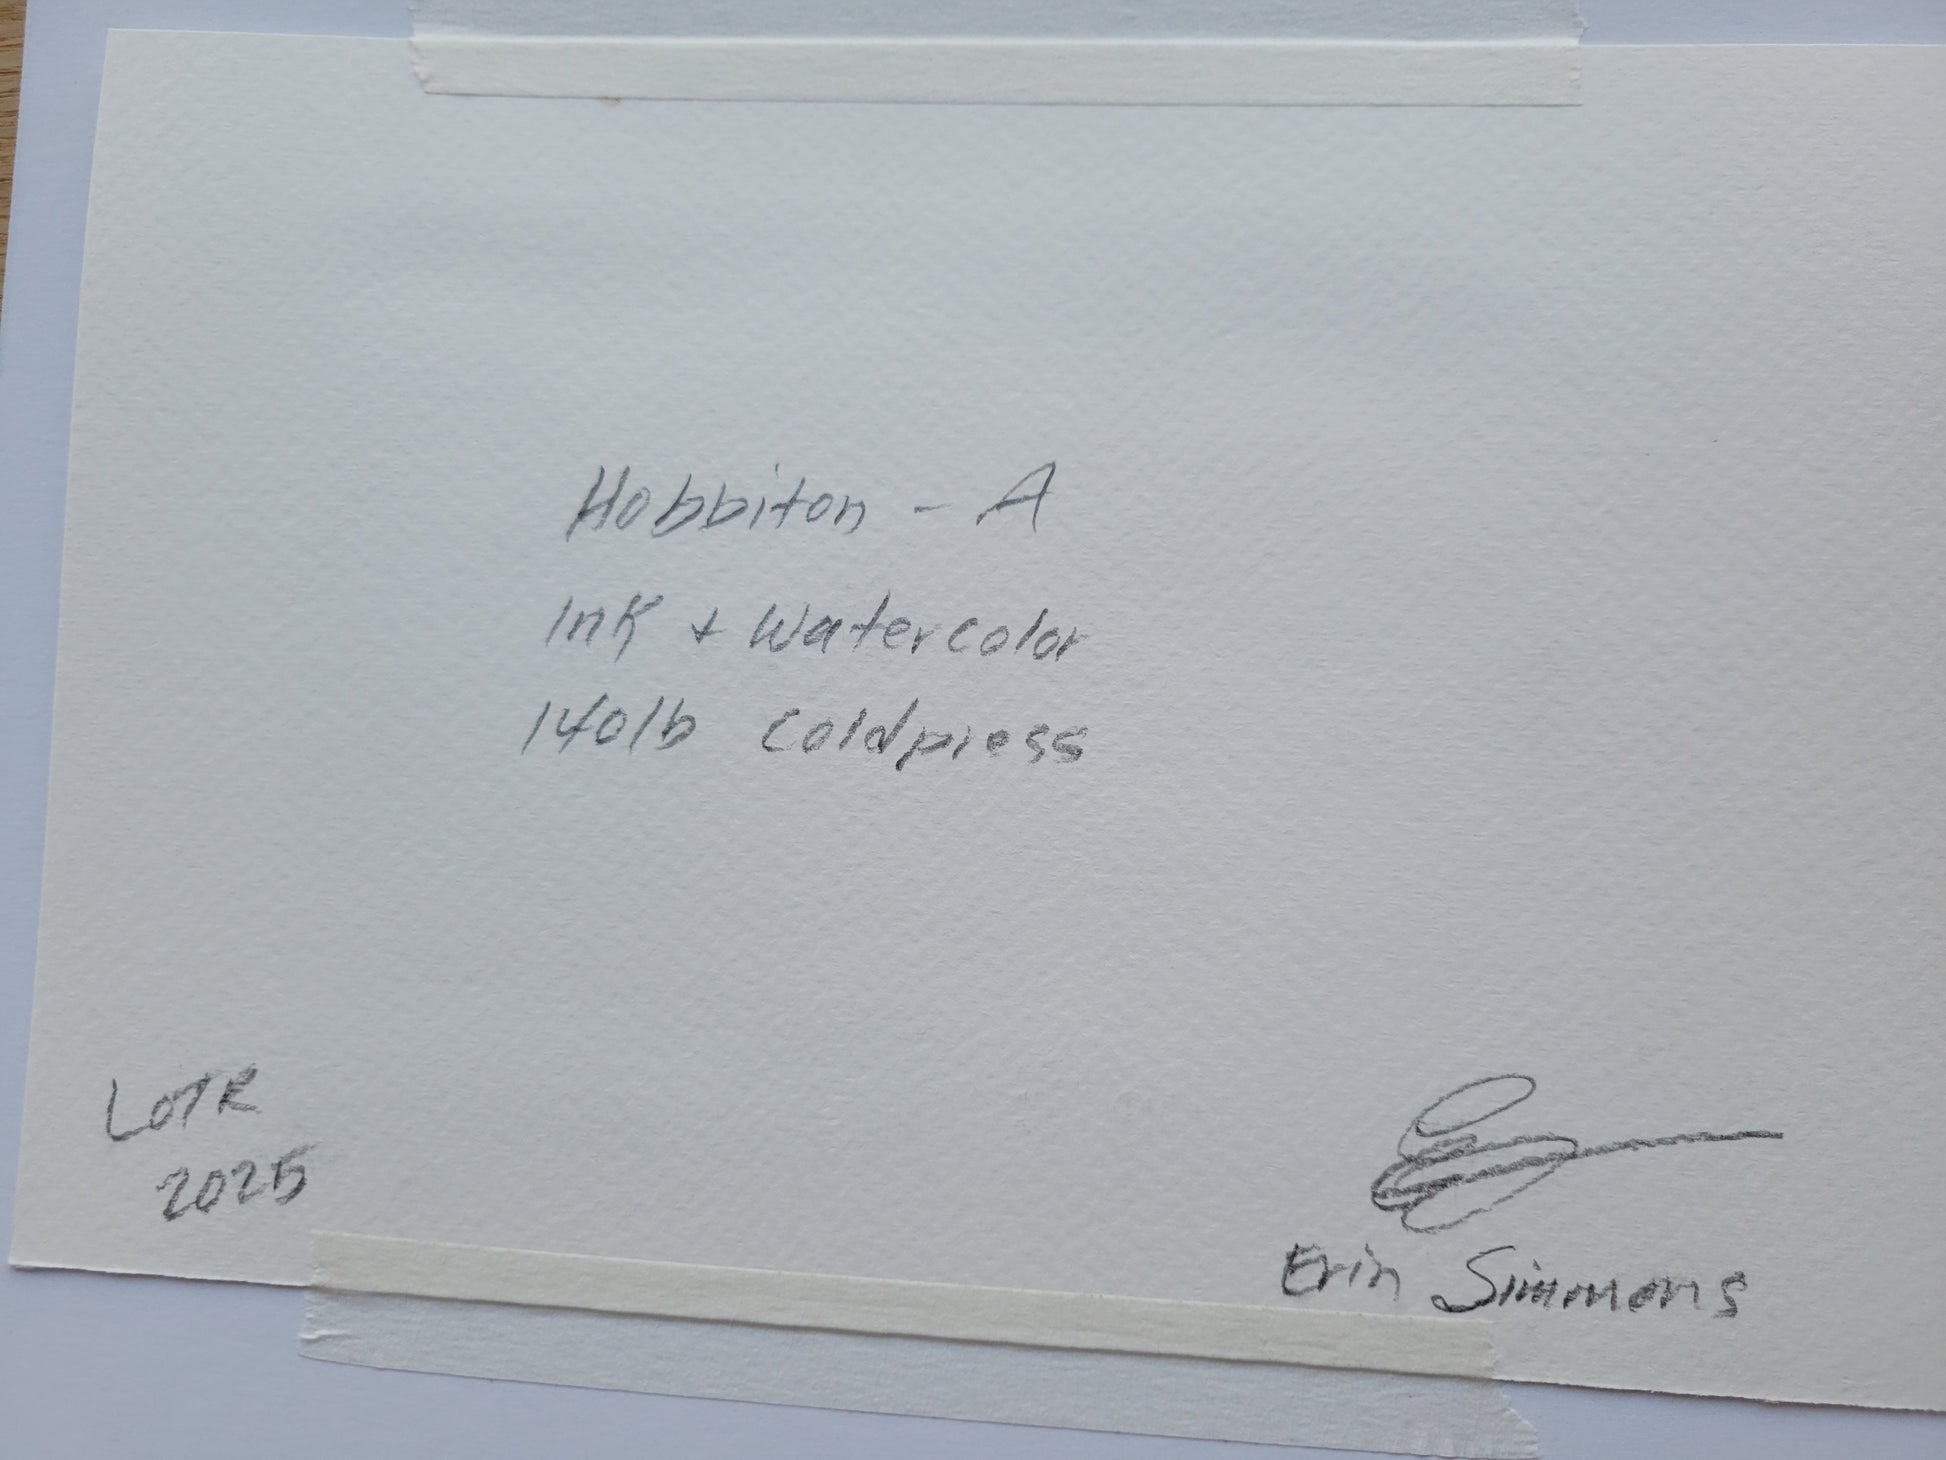 Hobbiton - A
Ink + Watercolor
140lb coldpress
LOTR
2025
Erin Simmons